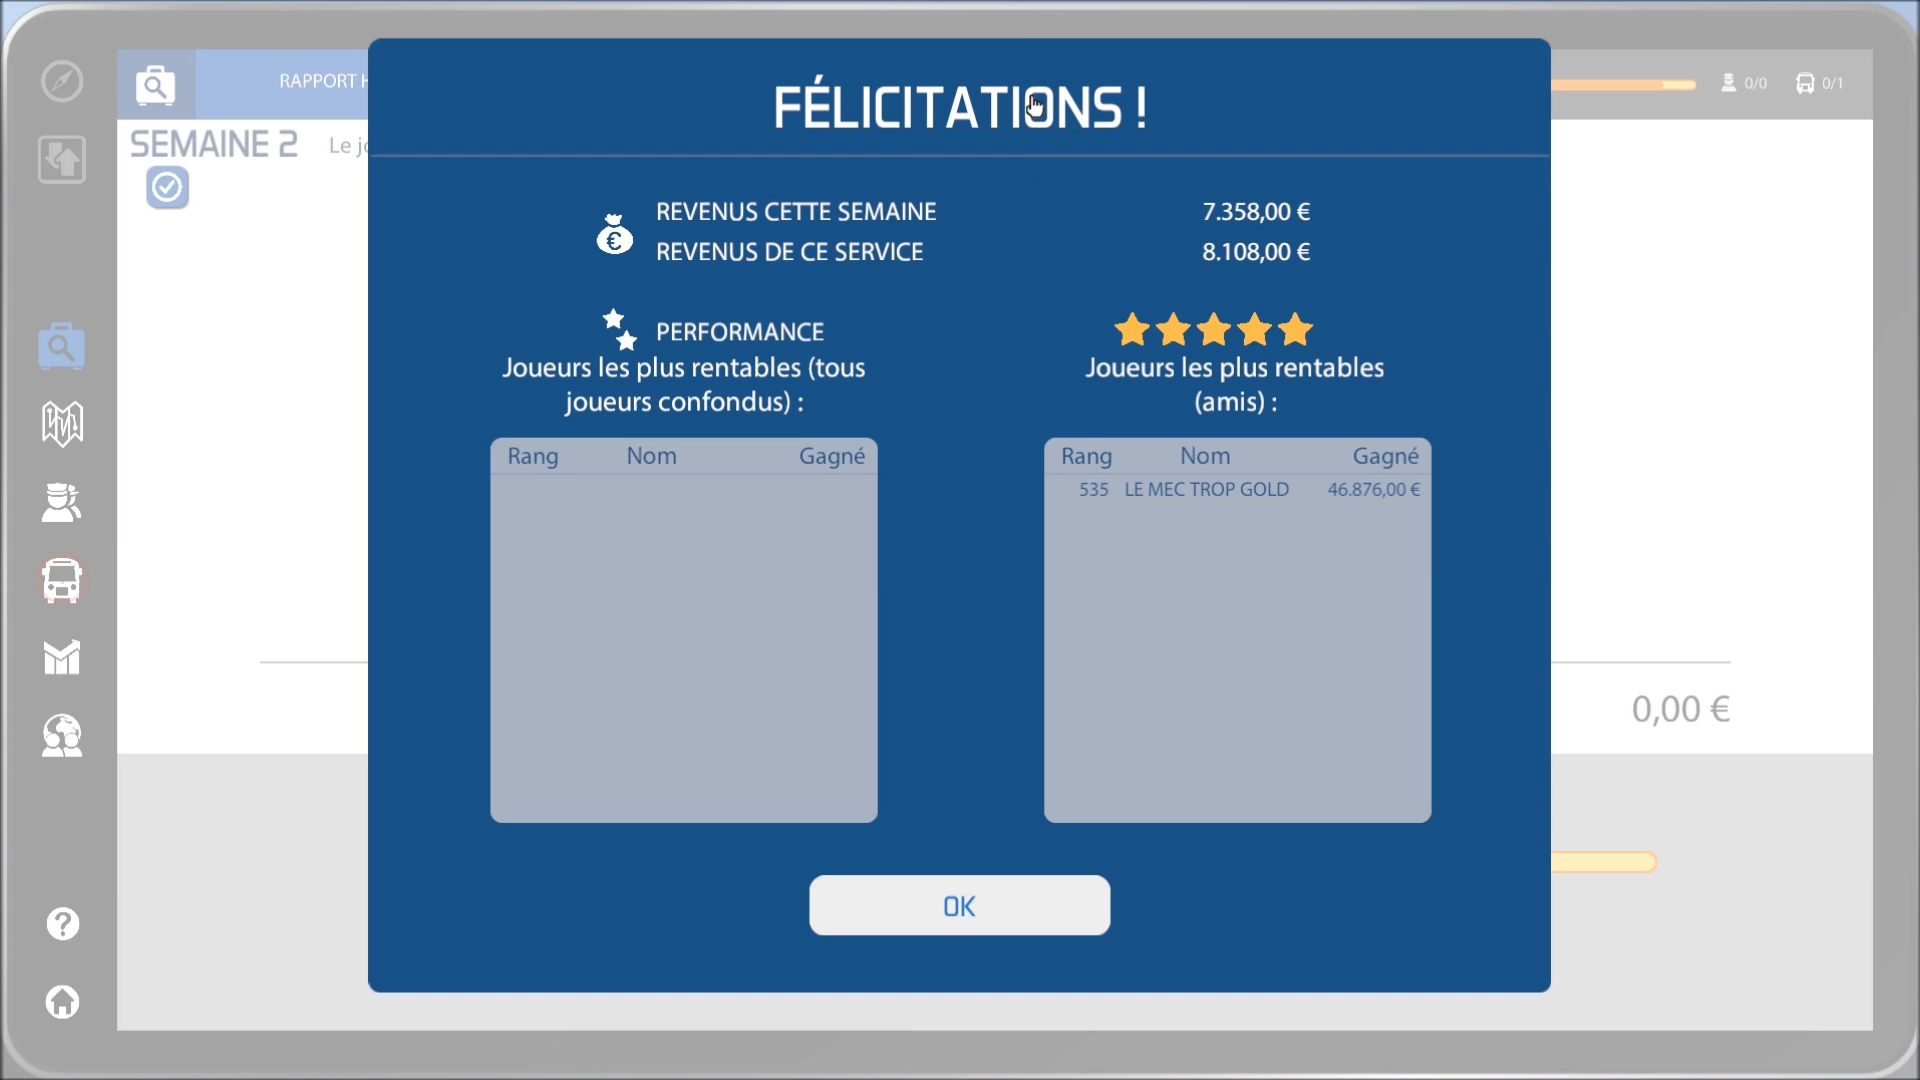 RAPPORT
0/0
0/1
SEMAINE 2
Le
FÉLICITATIONS !
REVENUS CETTE SEMAINE 7.358,00 €
REVENUS DE CE SERVICE 8.108,00 €
PERFORMANCE
Joueurs les plus rentables (tous
joueurs confondus) :
Rang Nom Gagné
Joueurs les plus rentables
(amis) :
Rang Nom Gagné
535 LE MEC TROP GOLD 46.876,00 €
0,00 €
OK